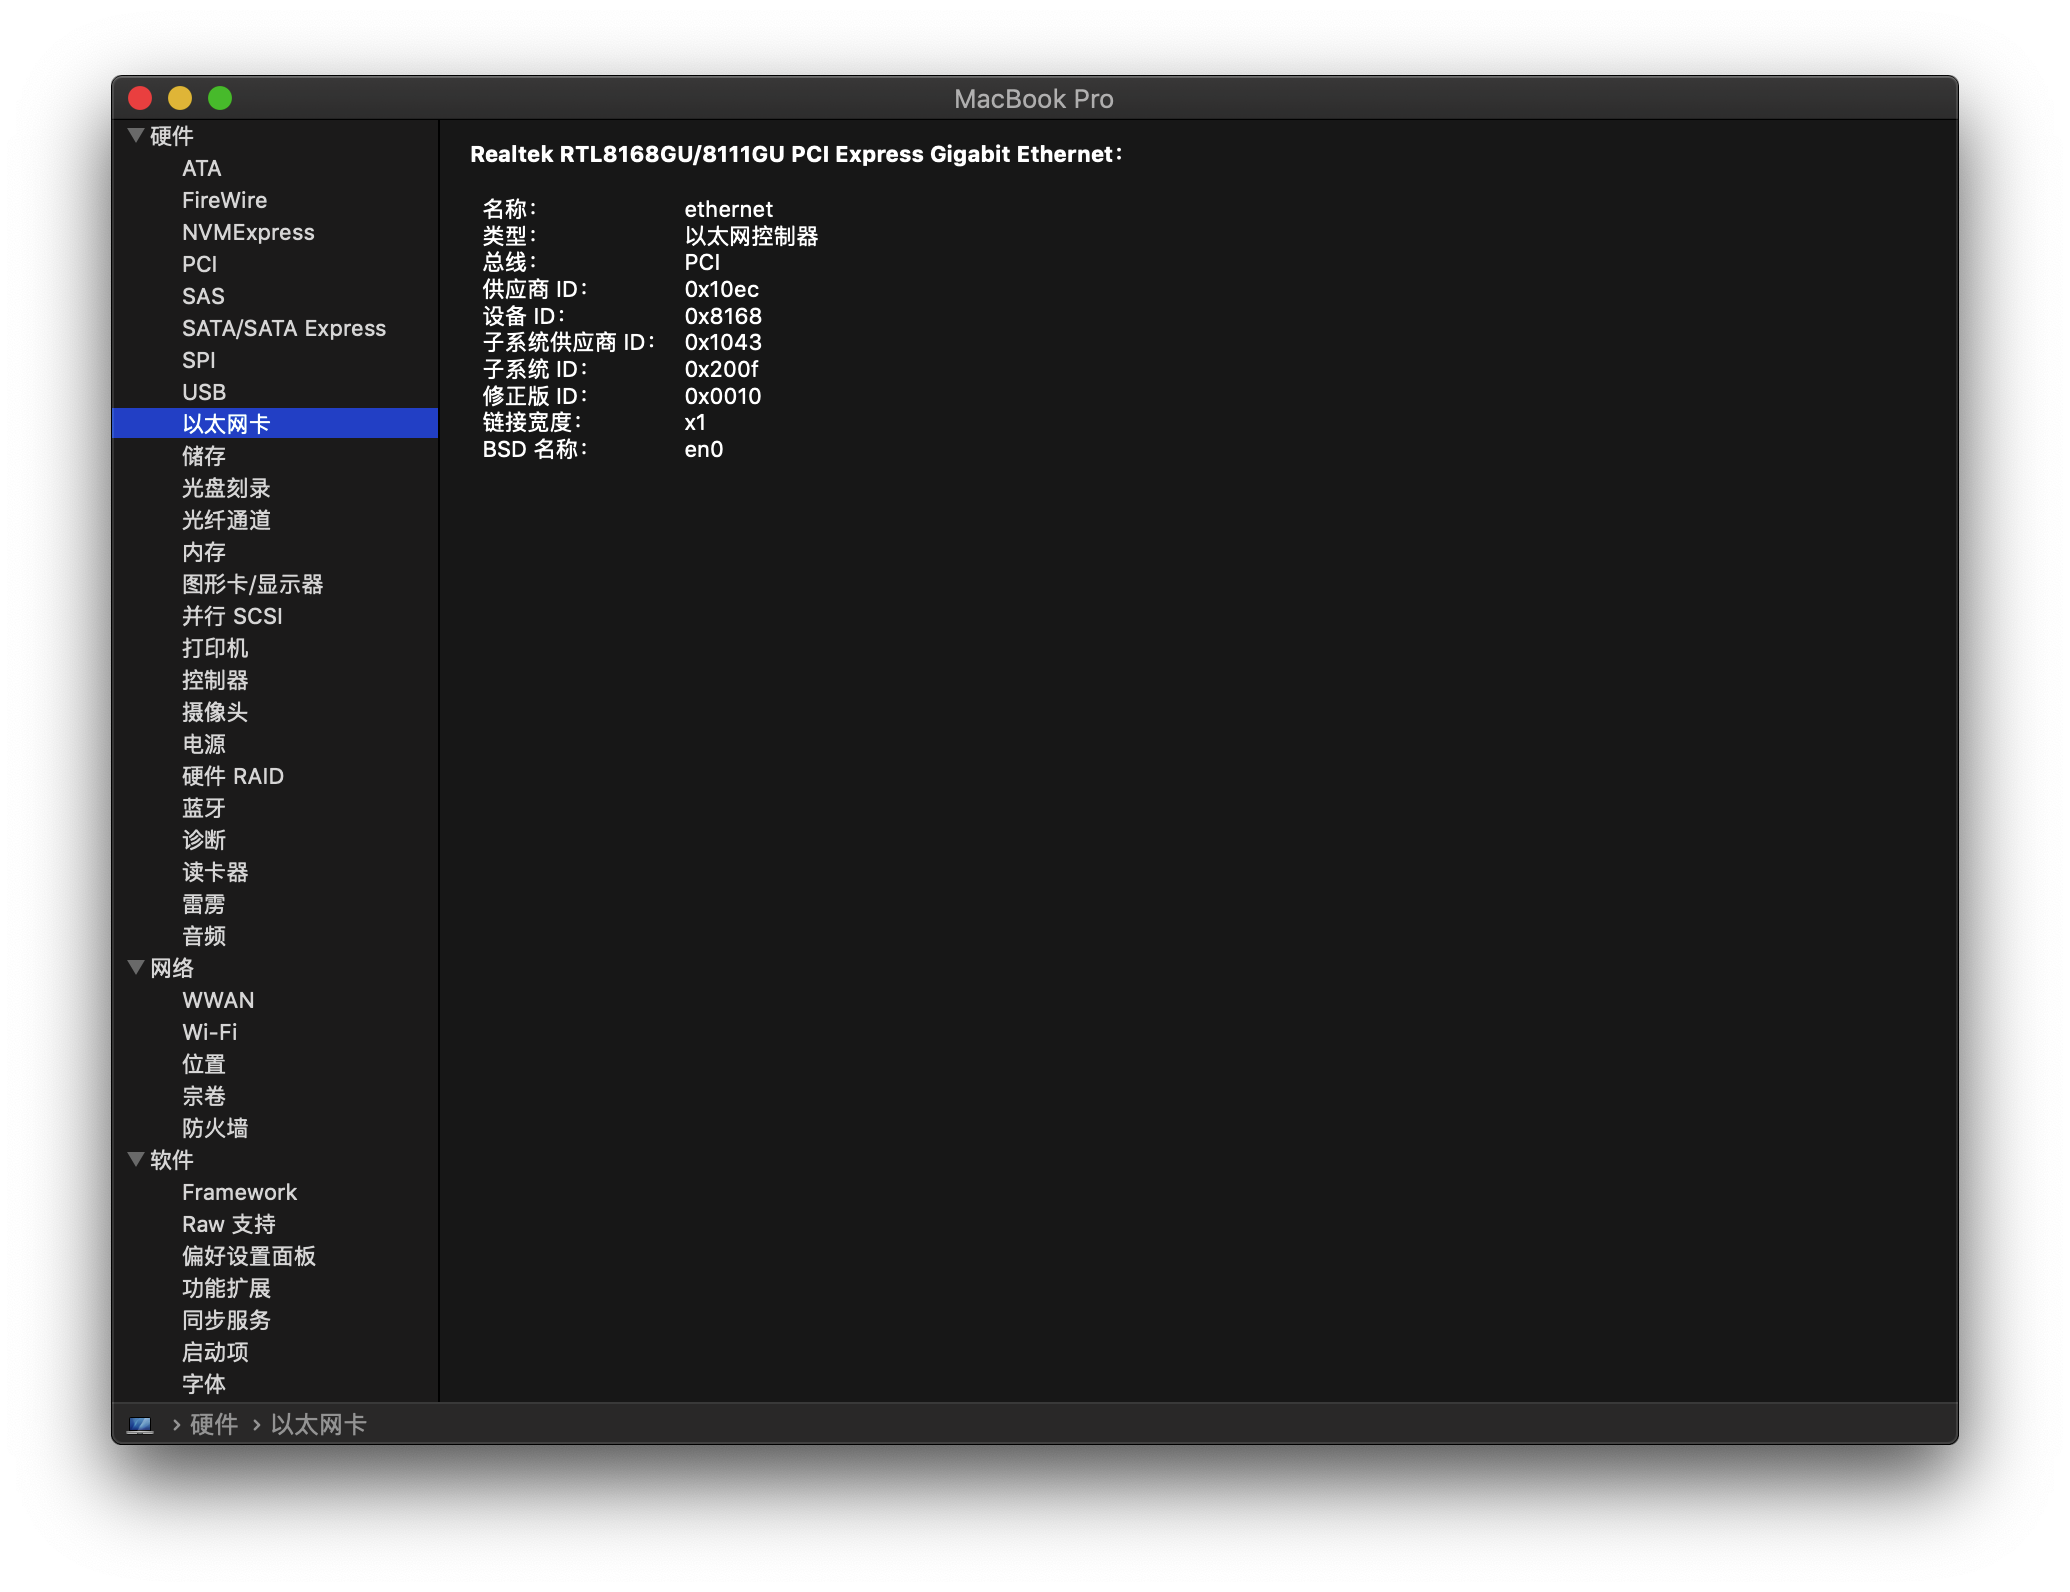 MacBook Pro
硬件
ATA
FireWire
NVMExpress
PCI
SAS
SATA/SATA Express
SPI
USB
以太网卡
储存
光盘刻录
光纤通道
内存
图形卡/显示器
并行 SCSI
打印机
控制器
摄像头
电源
硬件 RAID
蓝牙
诊断
读卡器
雷雳
音频
网络
WWAN
Wi-Fi
位置
宗卷
防火墙
软件
Framework
Raw 支持
偏好设置面板
功能扩展
同步服务
启动项
字体
Realtek RTL8168GU/8111GU PCI Express Gigabit Ethernet：
名称： ethernet
类型： 以太网控制器
总线： PCI
供应商 ID： 0x10ec
设备 ID： 0x8168
子系统供应商 ID： 0x1043
子系统 ID： 0x200f
修正版 ID： 0x0010
链接宽度： x1
BSD 名称： en0
› 硬件 › 以太网卡